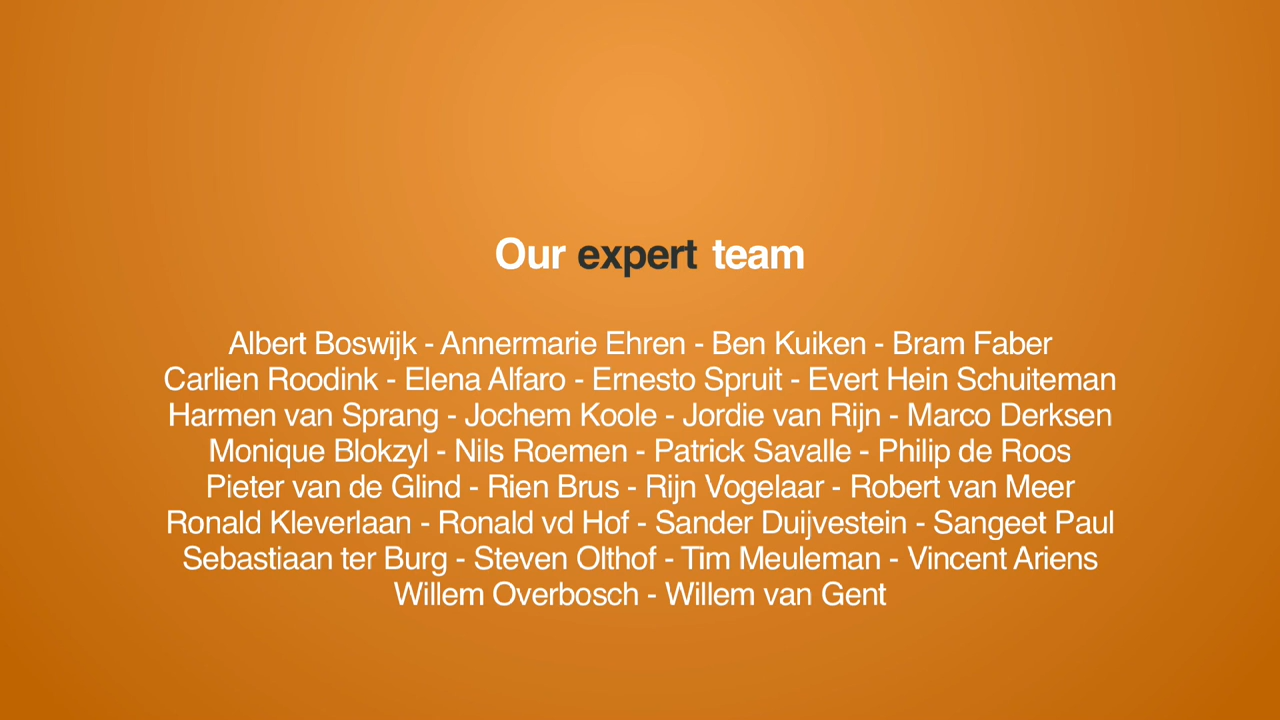 Our expert team
Albert Boswijk - Annermarie Ehren - Ben Kuiken - Bram Faber
Carlien Roodink - Elena Alfaro - Ernesto Spruit - Evert Hein Schuiteman
Harmen van Sprang - Jochem Koole - Jordie van Rijn - Marco Derksen
Monique Blokzyl - Nils Roemen - Patrick Savalle - Philip de Roos
Pieter van de Glind - Rien Brus - Rijn Vogelaar - Robert van Meer
Ronald Kleverlaan - Ronald vd Hof - Sander Duijvestein - Sangeet Paul
Sebastiaan ter Burg - Steven Olthof - Tim Meuleman - Vincent Ariens
Willem Overbosch - Willem van Gent